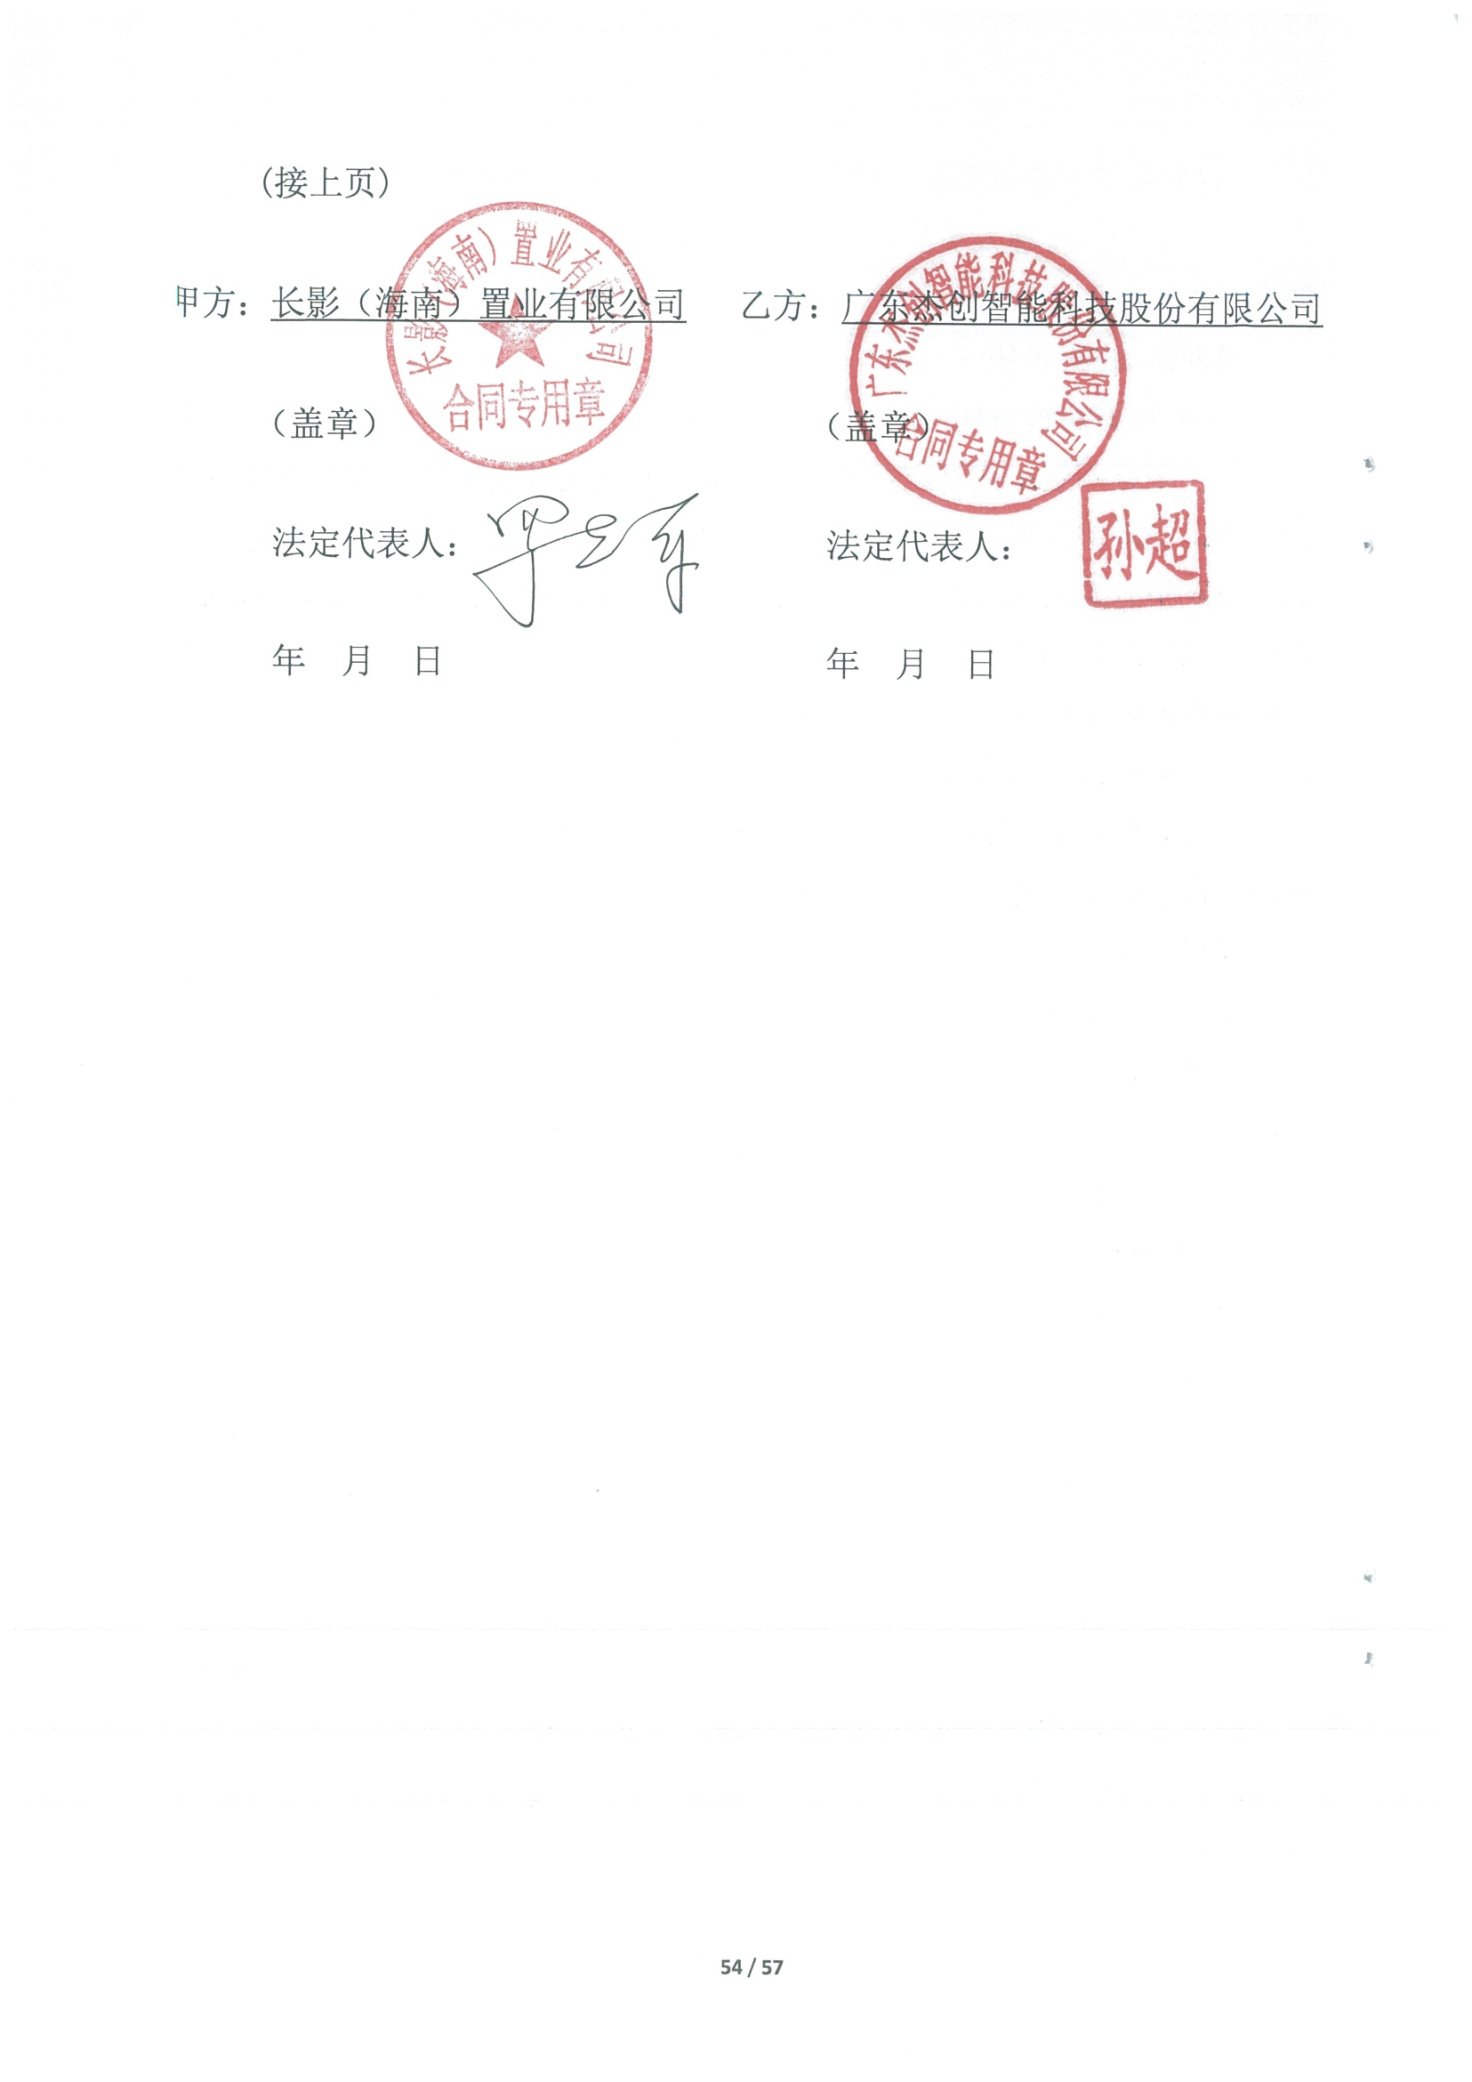 (接上页)
甲方：长影（海南）置业有限公司
乙方：广东杰创智能科技股份有限公司
长影（海南）置业有限公司
合同专用章
广东杰创智能科技股份有限公司
合同专用章
（盖章）
（盖章）
法定代表人：
法定代表人：
孙超
年 月 日
年 月 日
54 / 57